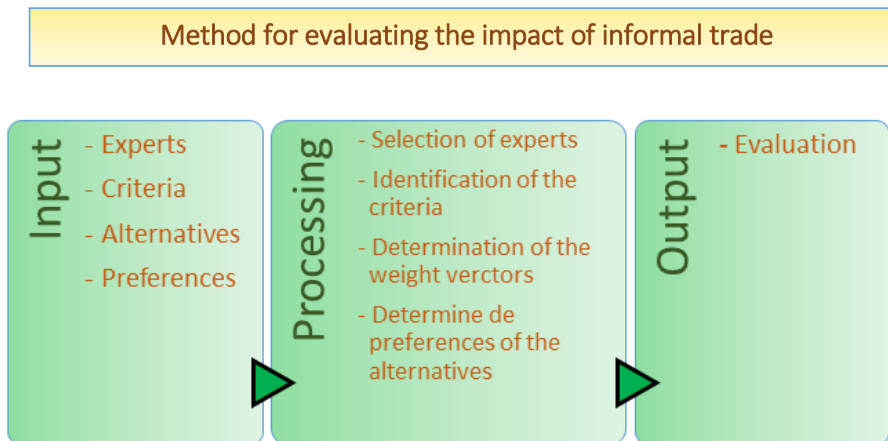 Method for evaluating the impact of informal trade
Input
- Experts
- Criteria
- Alternatives
- Preferences
Processing
- Selection of experts
- Identification of the
criteria
- Determination of the
weight verctors
- Determine de
preferences of the
alternatives
Output
- Evaluation